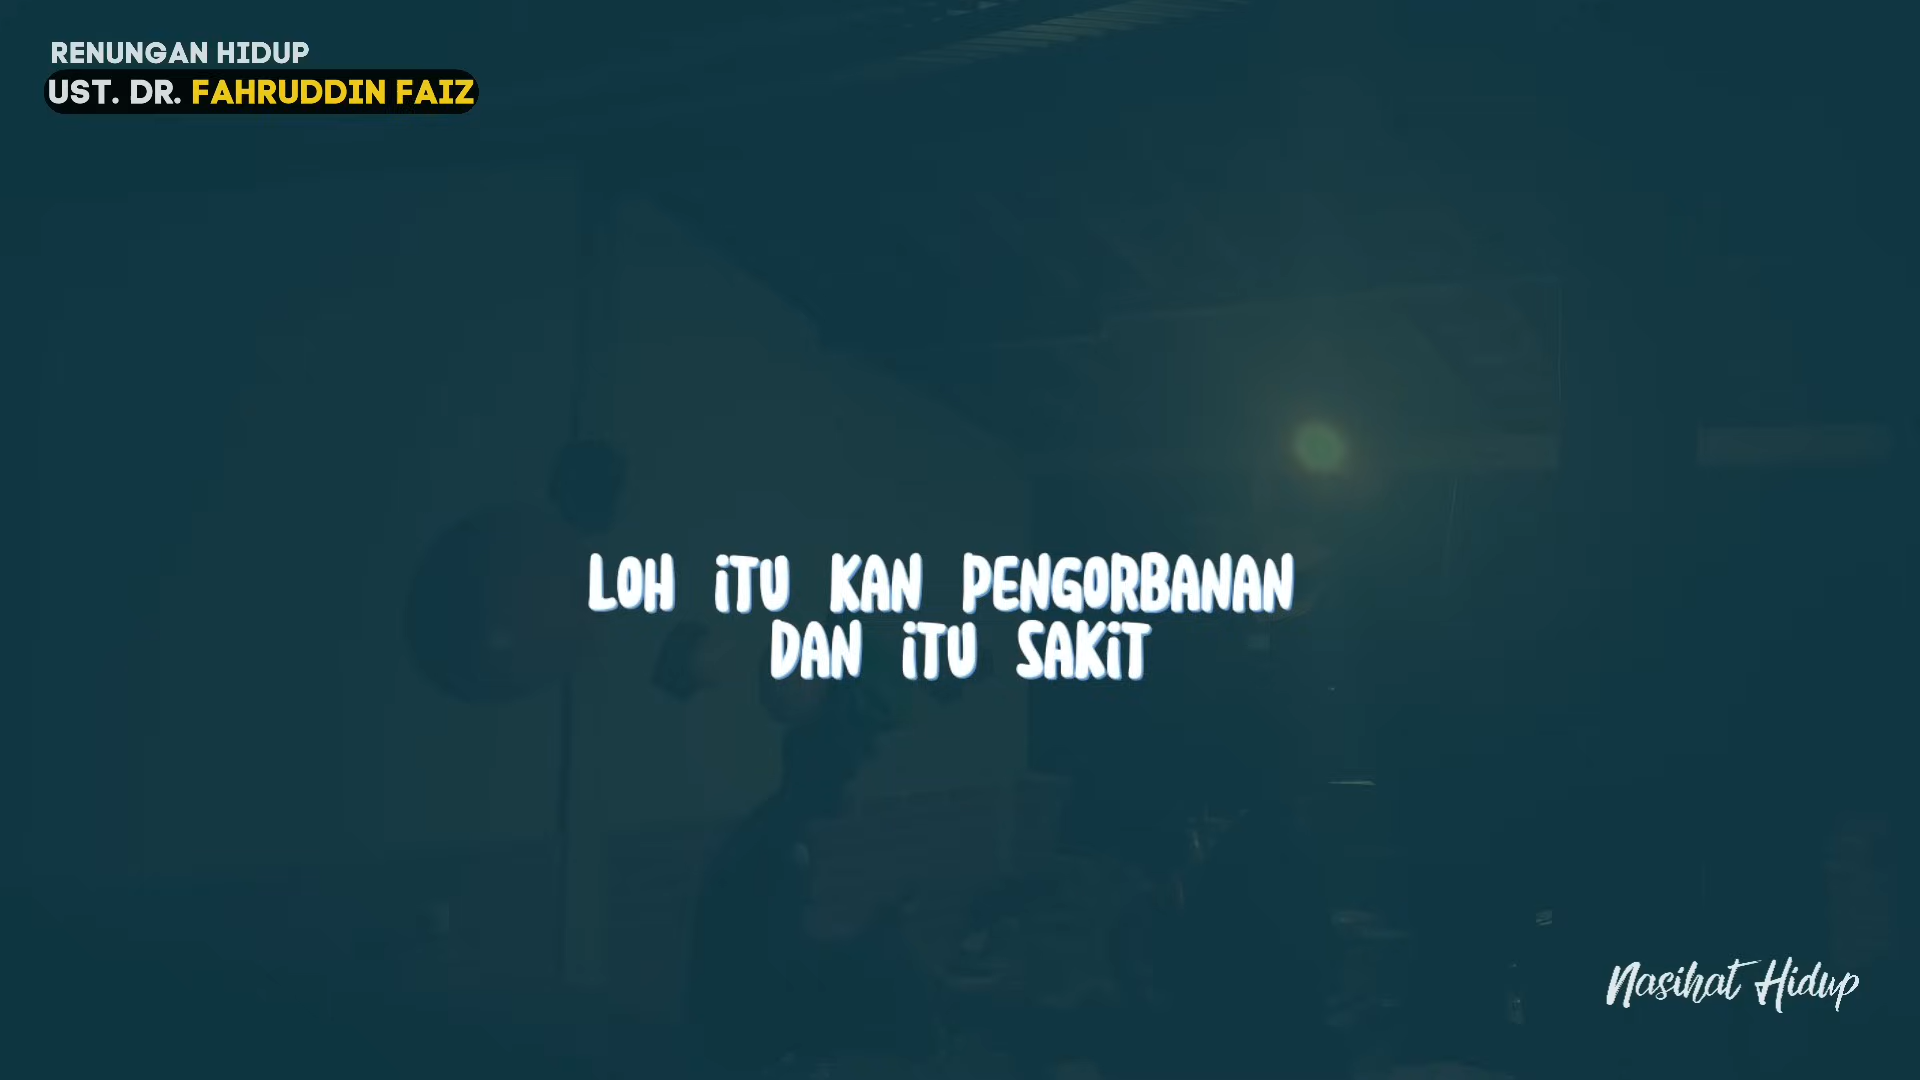 RENUNGAN HIDUP
UST. DR. FAHRUDDIN FAIZ
LOH iTU KAN PENGORBANAN
DAN iTU SAKiT
Nasihat Hidup